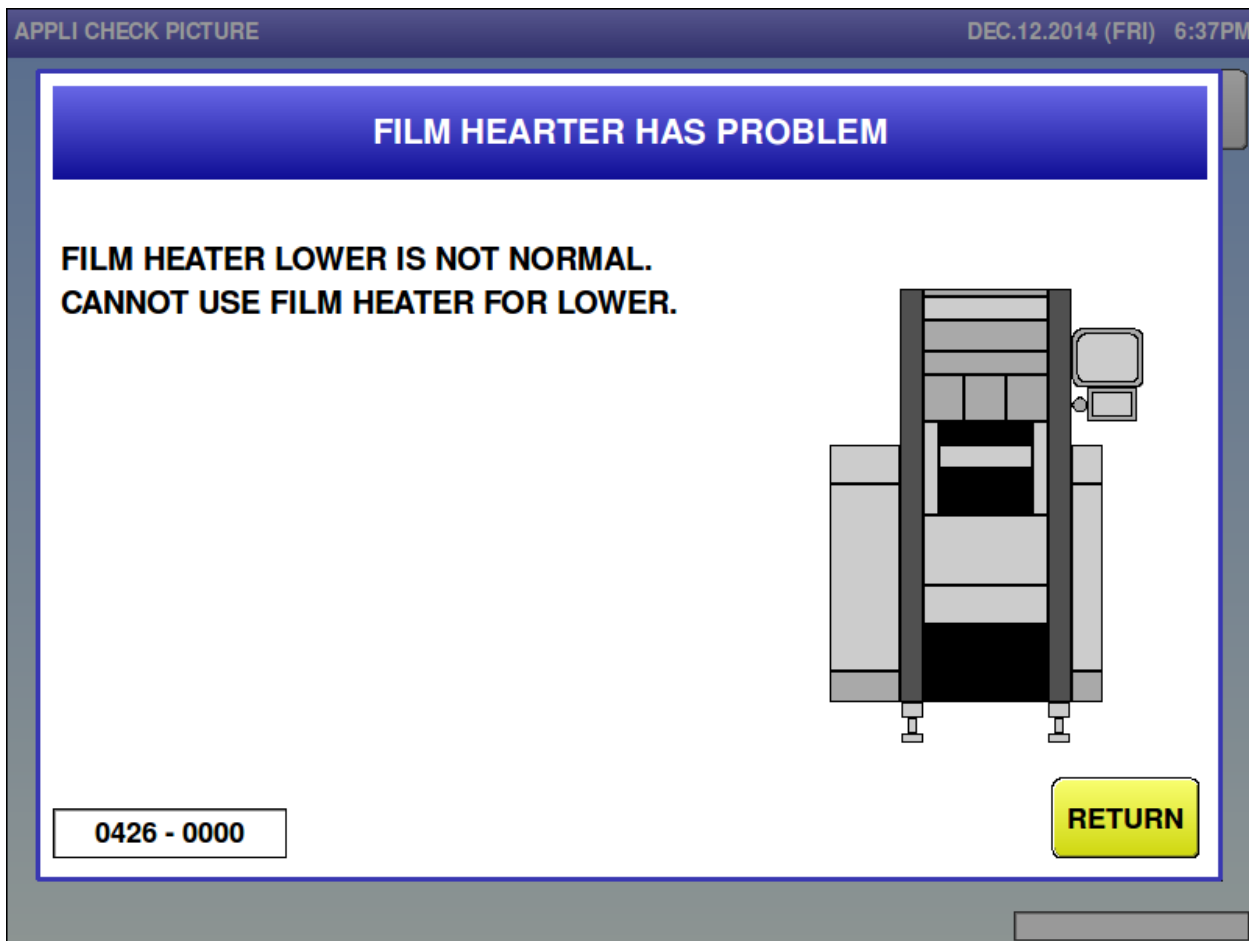 APPLI CHECK PICTURE
DEC.12.2014 (FRI) 6:37PM
FILM HEARTER HAS PROBLEM
FILM HEATER LOWER IS NOT NORMAL.
CANNOT USE FILM HEATER FOR LOWER.
0426 - 0000
RETURN